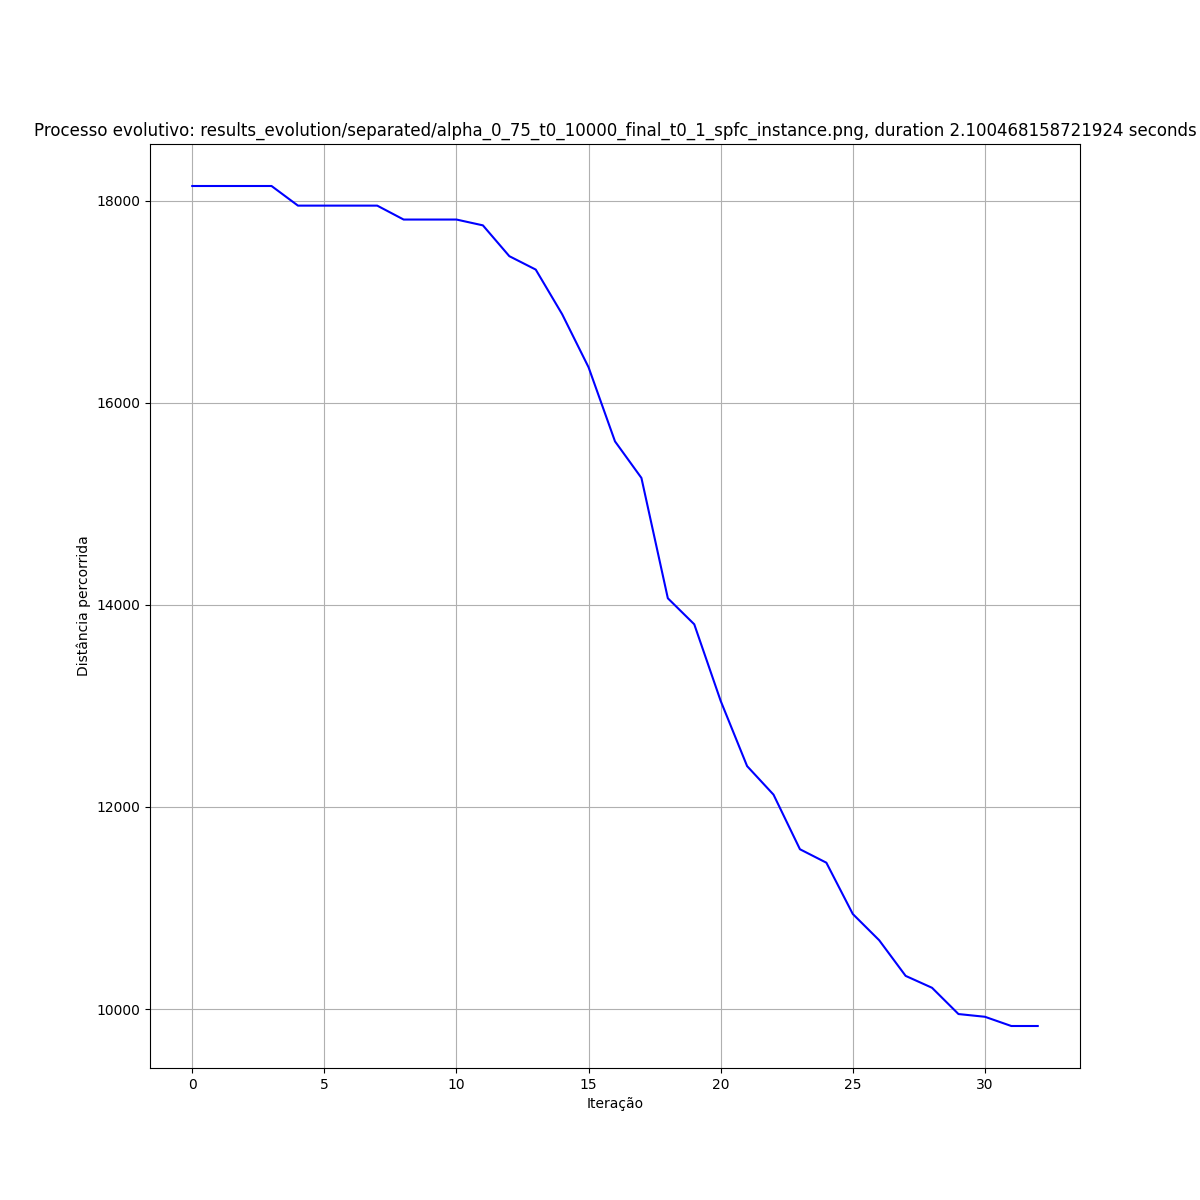 Processo evolutivo: results_evolution/separated/alpha_0_75_t0_10000_final_t0_1_spfc_instance.png, duration 2.100468158721924 seconds
18000
16000
14000
12000
10000
Distância percorrida
0 5 10 15 20 25 30
Iteração